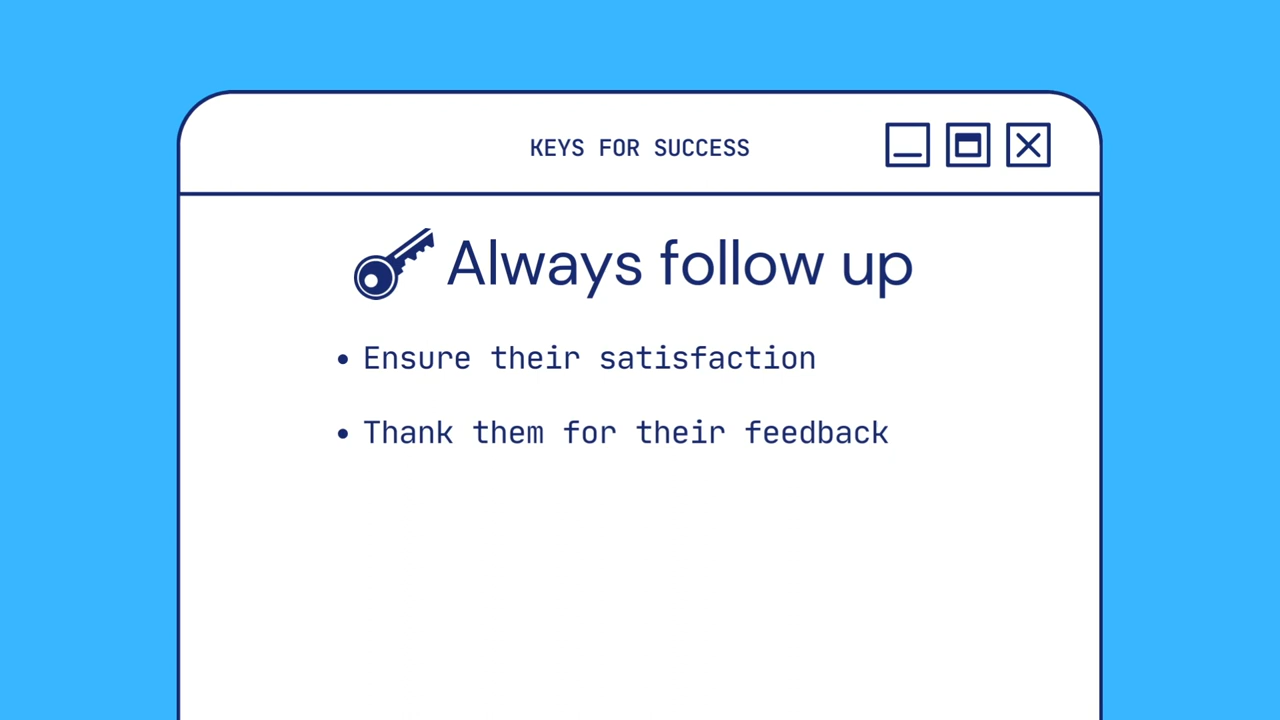 KEYS FOR SUCCESS
Always follow up
• Ensure their satisfaction
• Thank them for their feedback